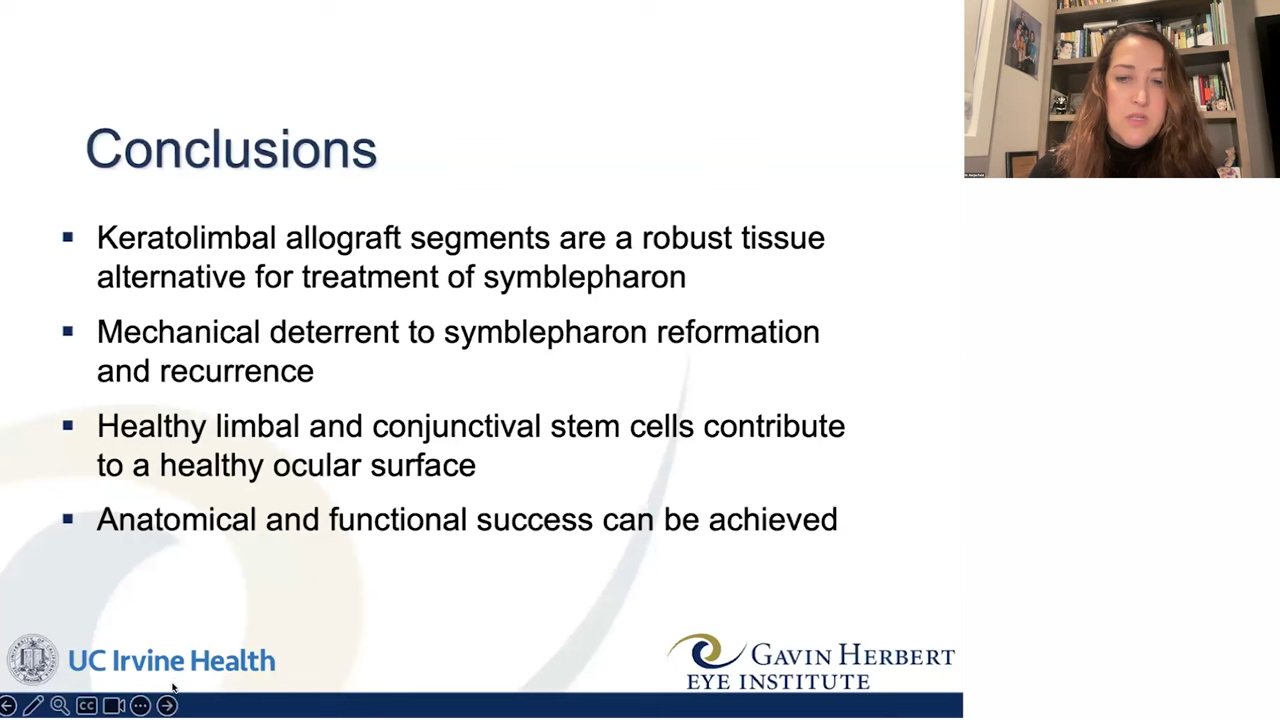 Conclusions
Keratolimbal allograft segments are a robust tissue
alternative for treatment of symblepharon
Mechanical deterrent to symblepharon reformation
and recurrence
Healthy limbal and conjunctival stem cells contribute
to a healthy ocular surface
Anatomical and functional success can be achieved
UC Irvine Health
GAVIN HERBERT
EYE INSTITUTE
CC